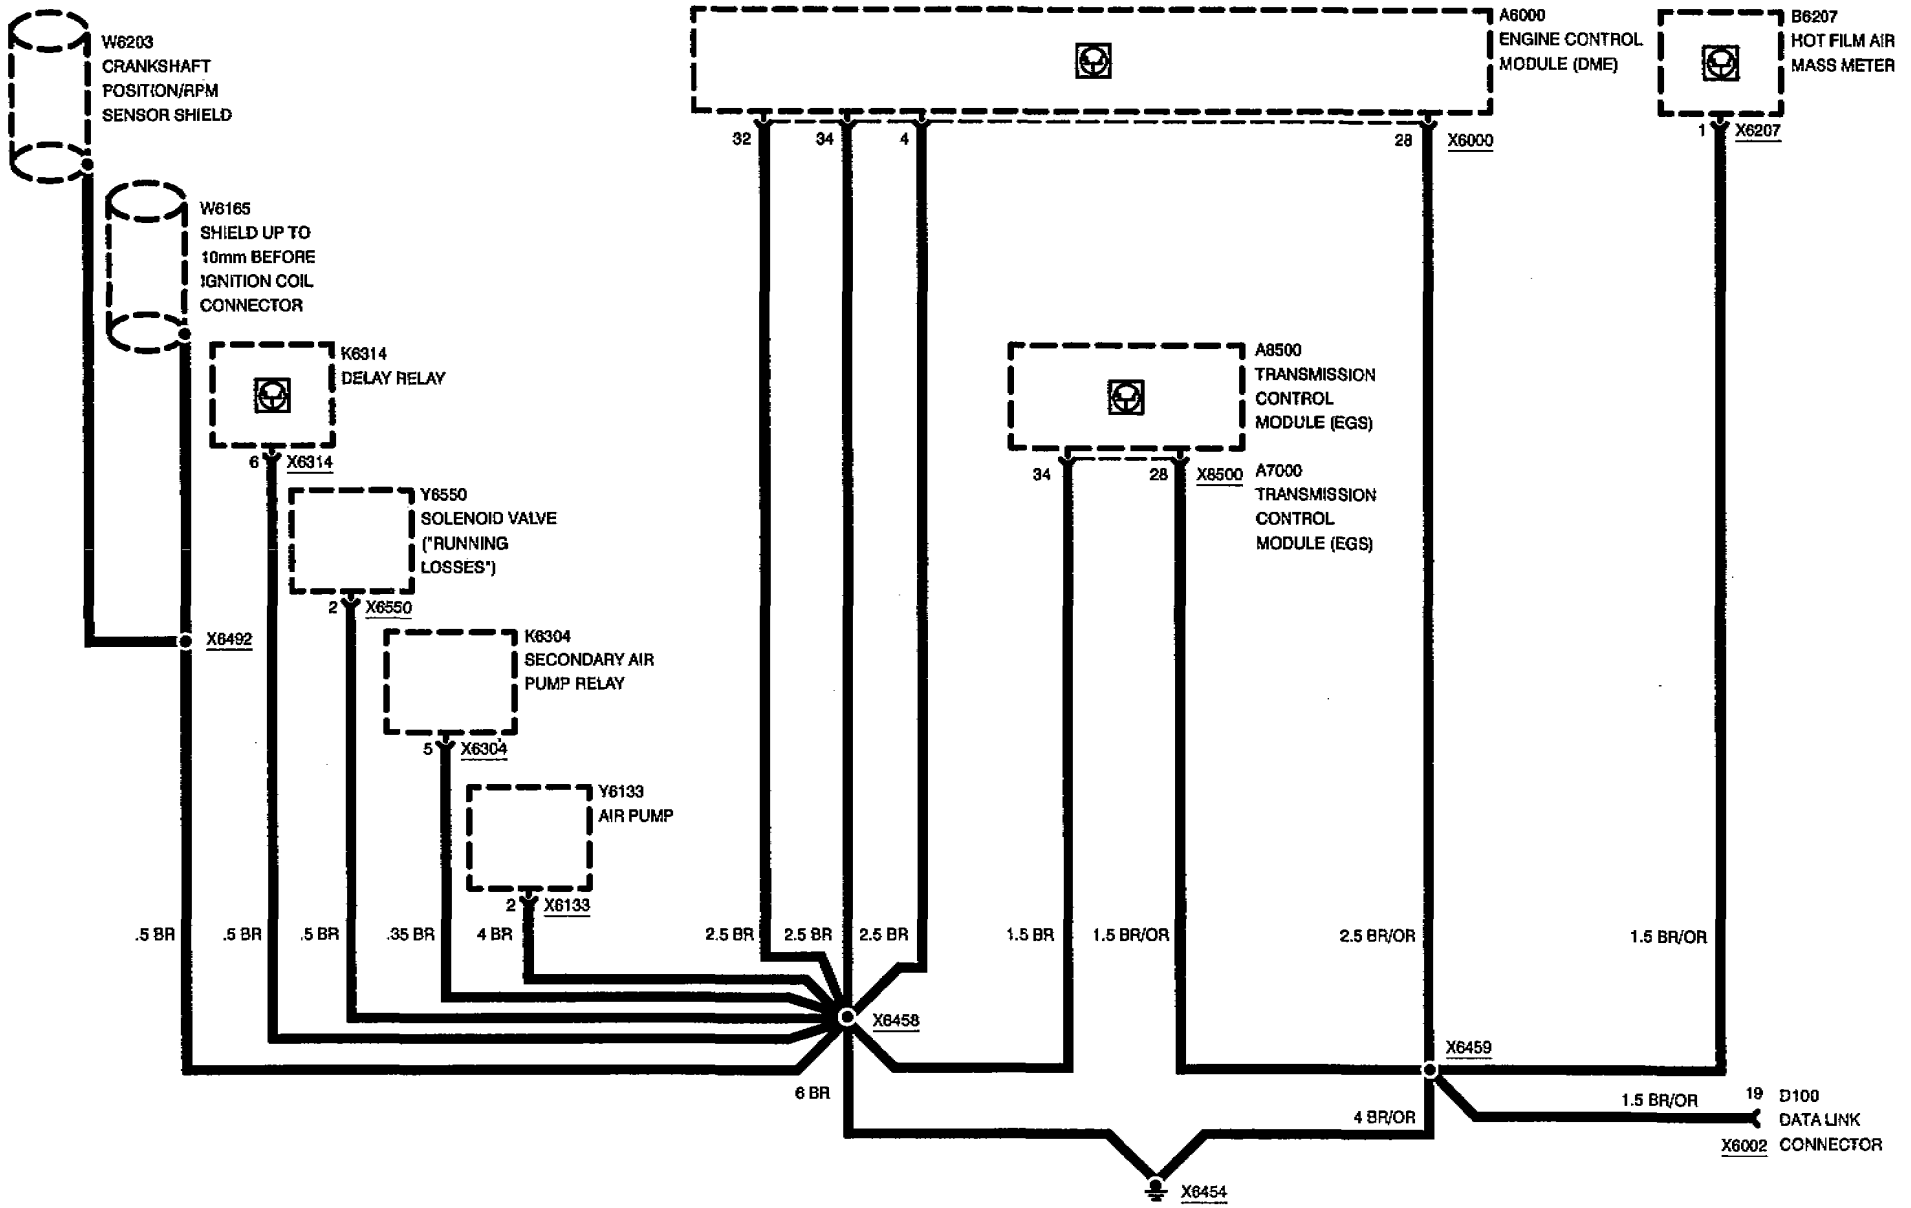 W6203
CRANKSHAFT
POSITION/RPM
SENSOR SHIELD
A6000
ENGINE CONTROL
MODULE (DME)
B6207
HOT FILM AIR
MASS METER
32
34
4
28
X6000
1
X6207
W6165
SHIELD UP TO
10mm BEFORE
IGNITION COIL
CONNECTOR
K6314
DELAY RELAY
6
X6314
A8500
TRANSMISSION
CONTROL
MODULE (EGS)
34
28
X8500
A7000
TRANSMISSION
CONTROL
MODULE (EGS)
Y6550
SOLENOID VALVE
("RUNNING
LOSSES")
2
X6550
X6492
K6304
SECONDARY AIR
PUMP RELAY
5
X6304
Y6133
AIR PUMP
2
X6133
.5 BR
.5 BR
.5 BR
.35 BR
4 BR
2.5 BR
2.5 BR
2.5 BR
1.5 BR
1.5 BR/OR
2.5 BR/OR
1.5 BR/OR
X6458
X6459
6 BR
4 BR/OR
1.5 BR/OR
19
D100
DATA LINK
CONNECTOR
X6002
X6454